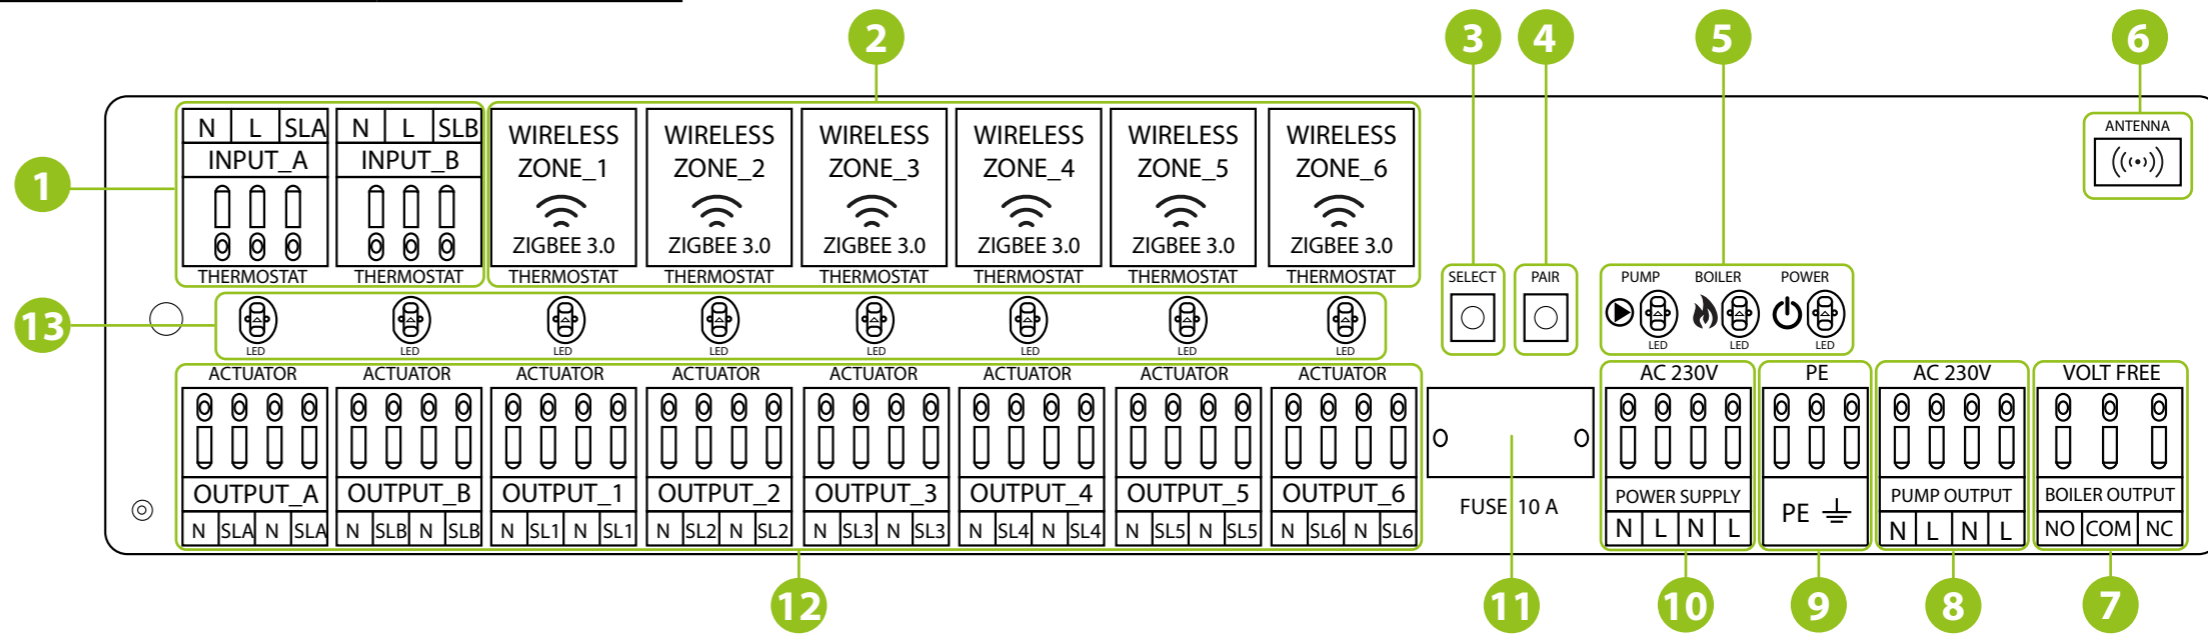 2 3 4 5 6
N L SLA N L SLB
INPUT_A INPUT_B
WIRELESS WIRELESS WIRELESS WIRELESS WIRELESS WIRELESS
ZONE_1 ZONE_2 ZONE_3 ZONE_4 ZONE_5 ZONE_6
ZIGBEE 3.0 ZIGBEE 3.0 ZIGBEE 3.0 ZIGBEE 3.0 ZIGBEE 3.0 ZIGBEE 3.0
ANTENNA
1
THERMOSTAT THERMOSTAT THERMOSTAT THERMOSTAT THERMOSTAT THERMOSTAT THERMOSTAT THERMOSTAT
SELECT PAIR PUMP BOILER POWER
13
LED LED LED LED LED LED LED LED LED LED LED
ACTUATOR ACTUATOR ACTUATOR ACTUATOR ACTUATOR ACTUATOR ACTUATOR ACTUATOR AC 230V PE AC 230V VOLT FREE
OUTPUT_A OUTPUT_B OUTPUT_1 OUTPUT_2 OUTPUT_3 OUTPUT_4 OUTPUT_5 OUTPUT_6 FUSE 10 A POWER SUPPLY PE PUMP OUTPUT BOILER OUTPUT
N SLA N SLA N SLB N SLB N SL1 N SL1 N SL2 N SL2 N SL3 N SL3 N SL4 N SL4 N SL5 N SL5 N SL6 N SL6 N L N L N L N L NO COM NC
12 11 10 9 8 7